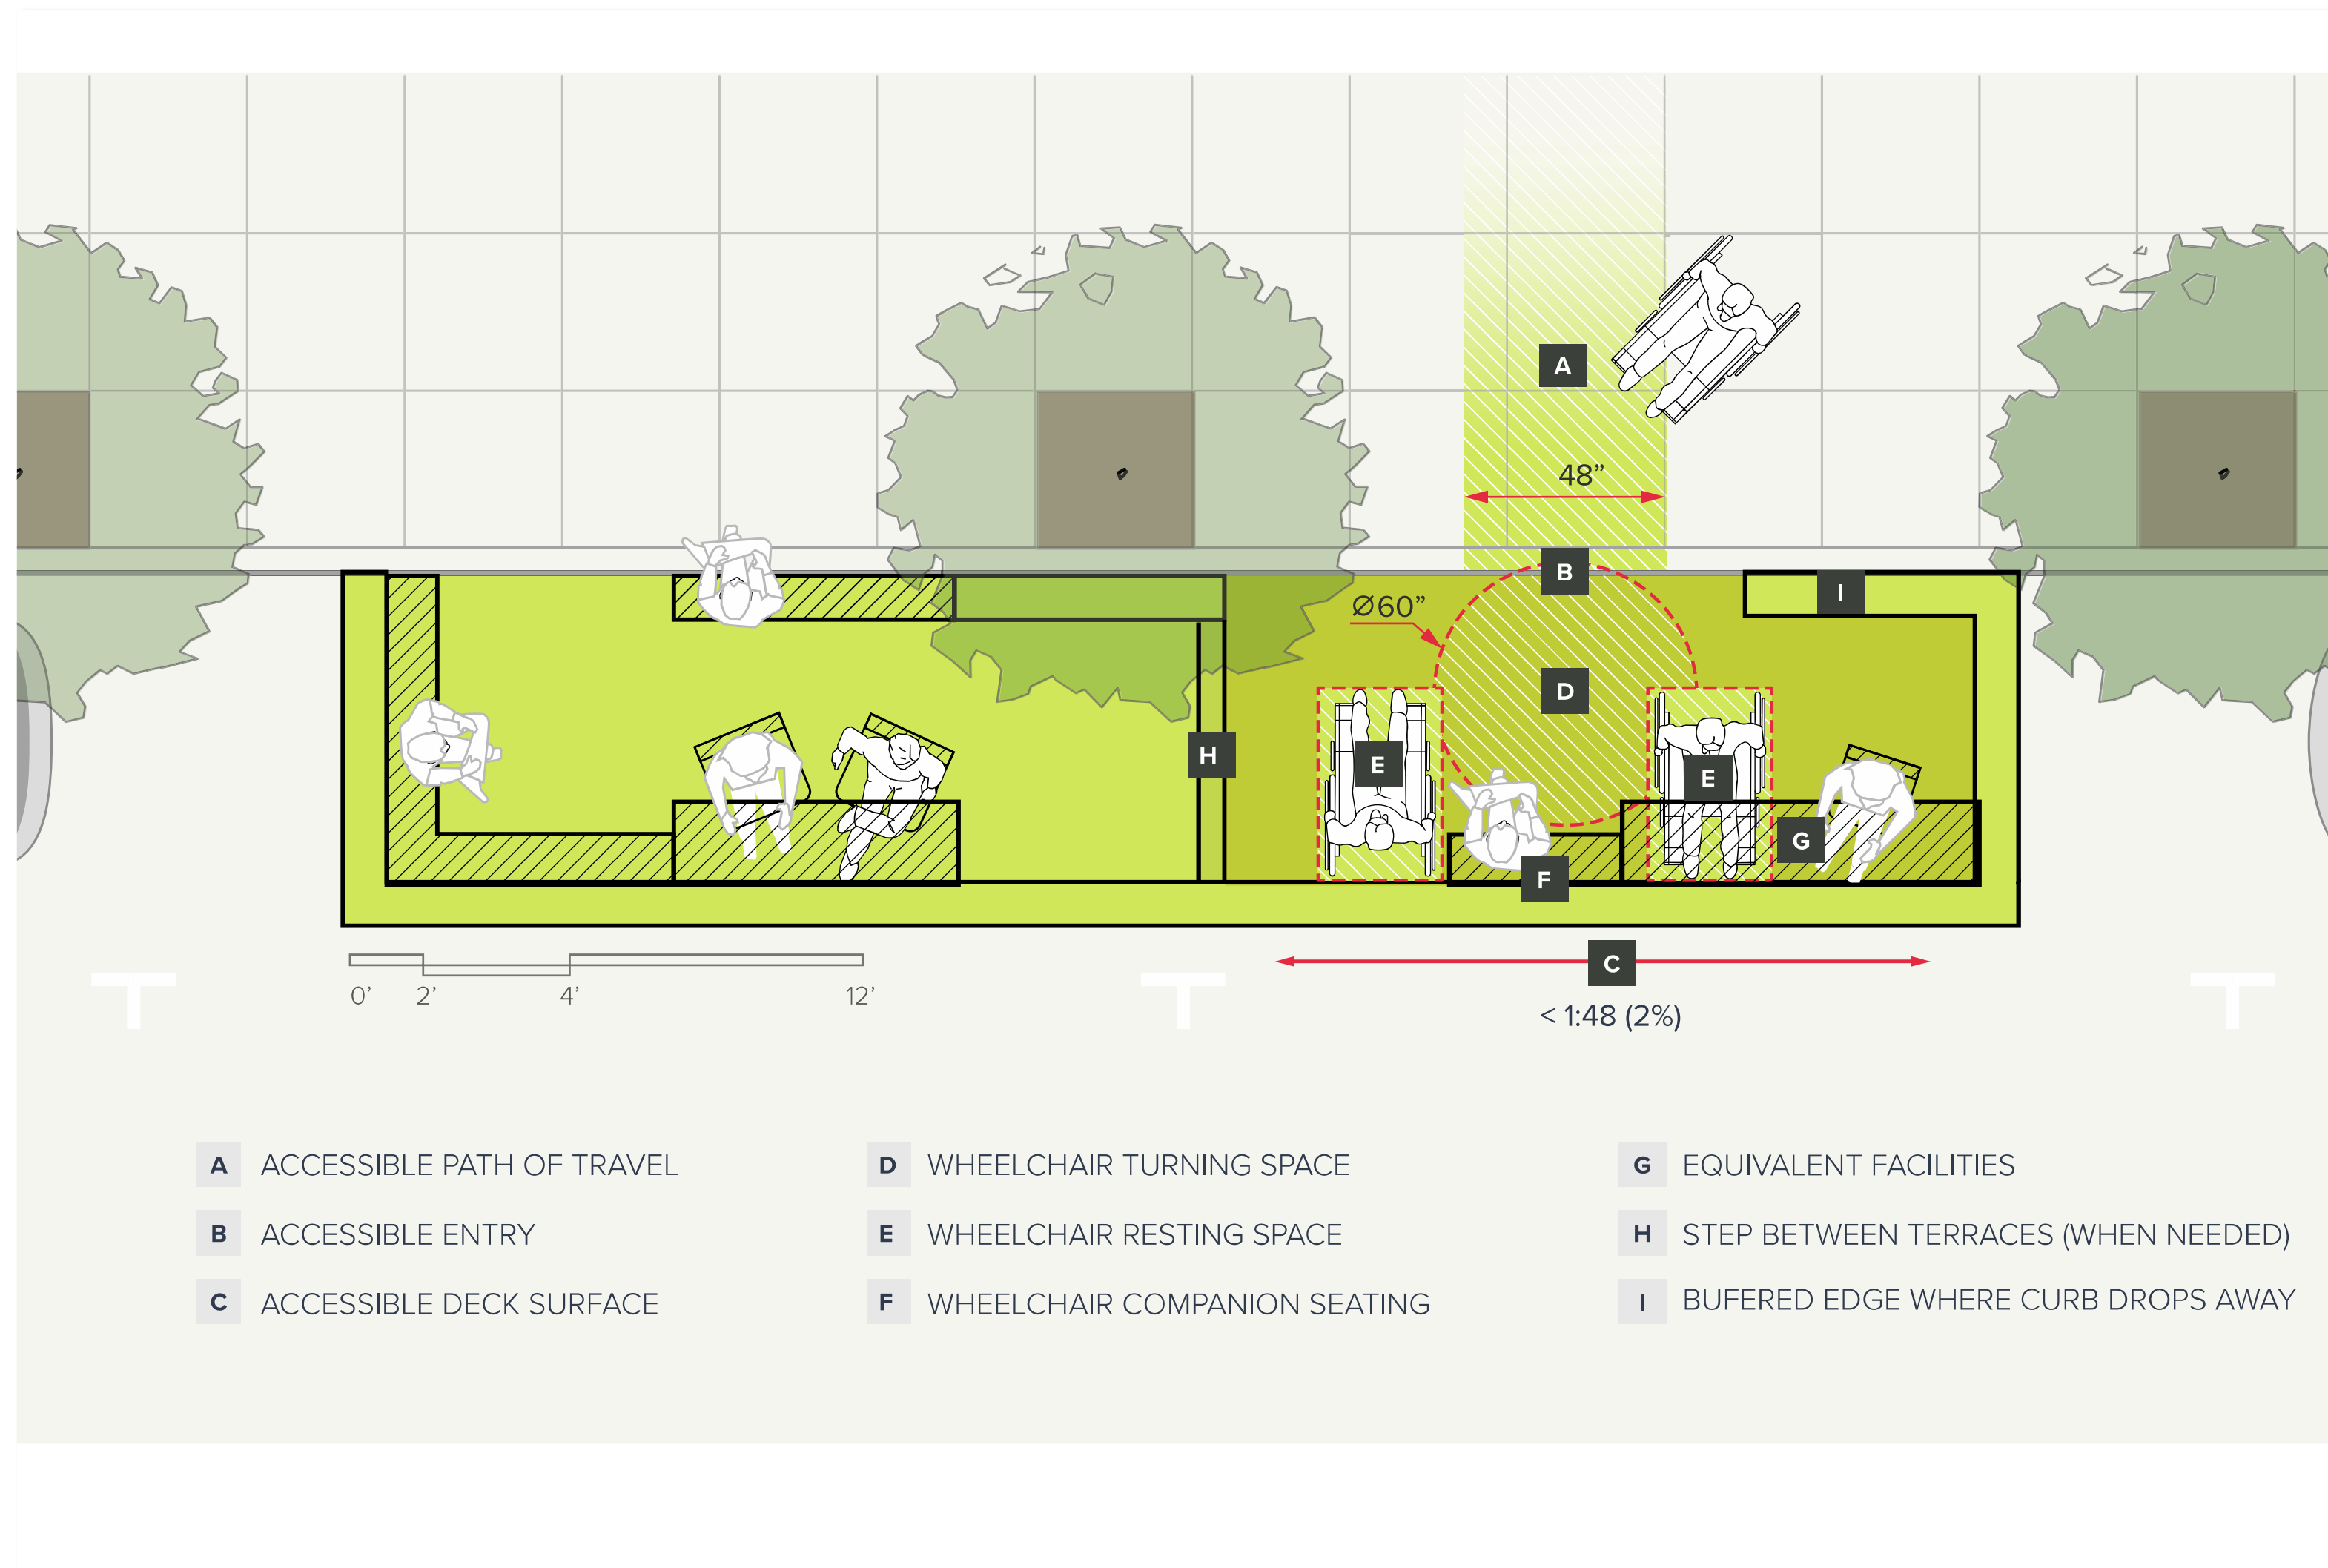 A
48”
B
I
Ø60”
D
H
E
E
G
F
C
0’ 2’ 4’ 12’
< 1:48 (2%)
A ACCESSIBLE PATH OF TRAVEL
B ACCESSIBLE ENTRY
C ACCESSIBLE DECK SURFACE
D WHEELCHAIR TURNING SPACE
E WHEELCHAIR RESTING SPACE
F WHEELCHAIR COMPANION SEATING
G EQUIVALENT FACILITIES
H STEP BETWEEN TERRACES (WHEN NEEDED)
I BUFERED EDGE WHERE CURB DROPS AWAY